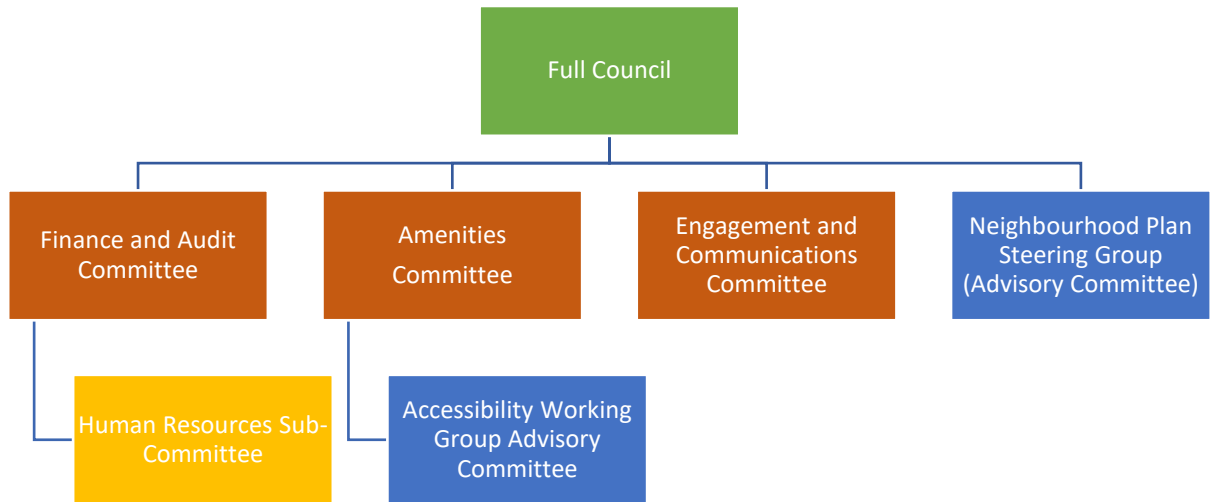 Full Council
Finance and Audit
Committee
Amenities
Committee
Engagement and
Communications
Committee
Neighbourhood Plan
Steering Group
(Advisory Committee)
Human Resources Sub-
Committee
Accessibility Working
Group Advisory
Committee